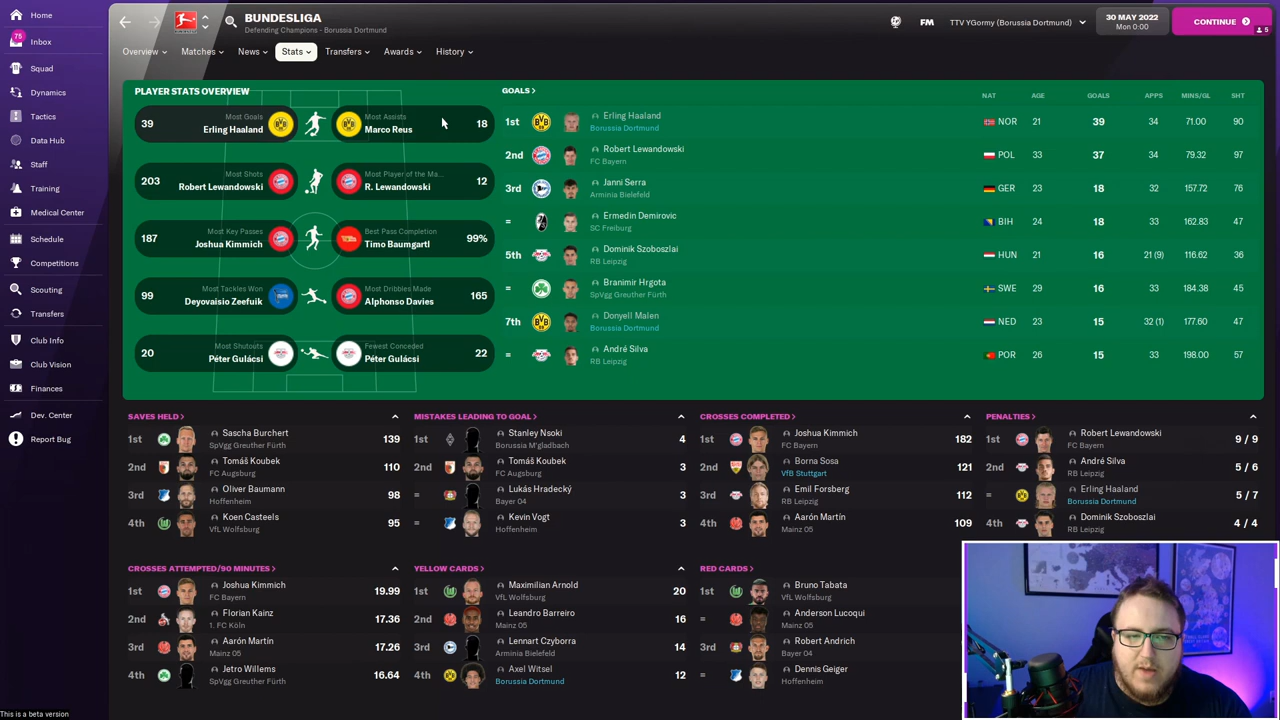 Home
75
Inbox
Squad
Dynamics
Tactics
Data Hub
Staff
Training
Medical Center
Schedule
Competitions
Scouting
Transfers
Club Info
Club Vision
Finances
Dev. Center
Report Bug
This is a beta version
BUNDESLIGA
Defending Champions - Borussia Dortmund
FM
TTV YGormy (Borussia Dortmund)
30 MAY 2022
Mon 0:00
CONTINUE
5
Overview Matches News Stats Transfers Awards History
PLAYER STATS OVERVIEW
39 Most Goals Erling Haaland
Most Assists Marco Reus 18
203 Most Shots Robert Lewandowski
Most Player of the Ma... R. Lewandowski 12
187 Most Key Passes Joshua Kimmich
Best Pass Completion Timo Baumgartl 99%
99 Most Tackles Won Deyovaisio Zeefuik
Most Dribbles Made Alphonso Davies 165
20 Most Shutouts Péter Gulácsi
Fewest Conceded Péter Gulácsi 22
GOALS >
NAT AGE GOALS APPS MINS/GL SHT
1st Erling Haaland Borussia Dortmund NOR 21 39 34 71.00 90
2nd Robert Lewandowski FC Bayern POL 33 37 34 79.32 97
3rd Janni Serra Arminia Bielefeld GER 23 18 32 157.72 76
= Ermedin Demirovic SC Freiburg BIH 24 18 33 162.83 47
5th Dominik Szoboszlai RB Leipzig HUN 21 16 21 (9) 116.62 36
= Branimir Hrgota SpVgg Greuther Fürth SWE 29 16 33 184.38 45
7th Donyell Malen Borussia Dortmund NED 23 15 32 (1) 177.60 47
= André Silva RB Leipzig POR 26 15 33 198.00 57
SAVES HELD >
1st Sascha Burchert SpVgg Greuther Fürth 139
2nd Tomáš Koubek FC Augsburg 110
3rd Oliver Baumann Hoffenheim 98
4th Koen Casteels VfL Wolfsburg 95
MISTAKES LEADING TO GOAL >
1st Stanley Nsoki Borussia M'gladbach 4
2nd Tomáš Koubek FC Augsburg 3
= Lukás Hradecký Bayer 04 3
= Kevin Vogt Hoffenheim 3
CROSSES COMPLETED >
1st Joshua Kimmich FC Bayern 182
2nd Borna Sosa VfB Stuttgart 121
3rd Emil Forsberg RB Leipzig 112
4th Aarón Martín Mainz 05 109
PENALTIES >
1st Robert Lewandowski FC Bayern 9 / 9
2nd André Silva RB Leipzig 5 / 6
= Erling Haaland Borussia Dortmund 5 / 7
4th Dominik Szoboszlai RB Leipzig 4 / 4
CROSSES ATTEMPTED/90 MINUTES >
1st Joshua Kimmich FC Bayern 19.99
2nd Florian Kainz 1. FC Köln 17.36
3rd Aarón Martín Mainz 05 17.26
4th Jetro Willems SpVgg Greuther Fürth 16.64
YELLOW CARDS >
1st Maximilian Arnold VfL Wolfsburg 20
2nd Leandro Barreiro Mainz 05 16
3rd Lennart Czyborra Arminia Bielefeld 14
4th Axel Witsel Borussia Dortmund 12
RED CARDS >
1st Bruno Tabata VfL Wolfsburg
= Anderson Lucoqui Mainz 05
= Robert Andrich Bayer 04
= Dennis Geiger Hoffenheim